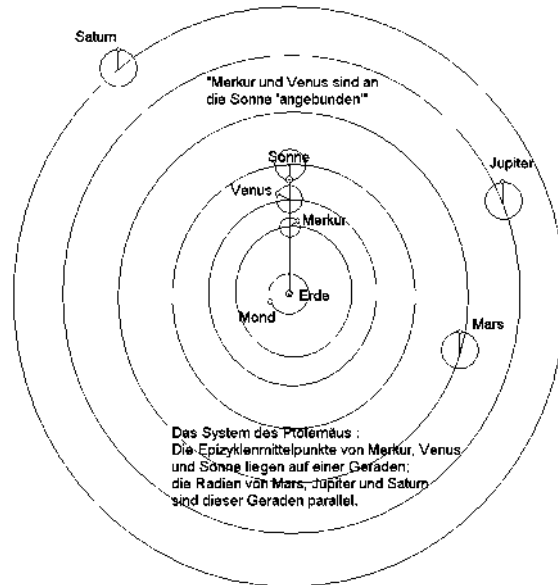 Saturn
"Merkur und Venus sind an
die Sonne "angebunden"
Jupiter
Sonne
Venus
Merkur
Erde
Mond
Mars
Das System des Ptolemäus :
Die Epizyklenmittelpunkte von Merkur, Venus
und Sonne liegen auf einer Geraden;
die Radien von Mars, Jupiter und Saturn
sind dieser Geraden parallel.